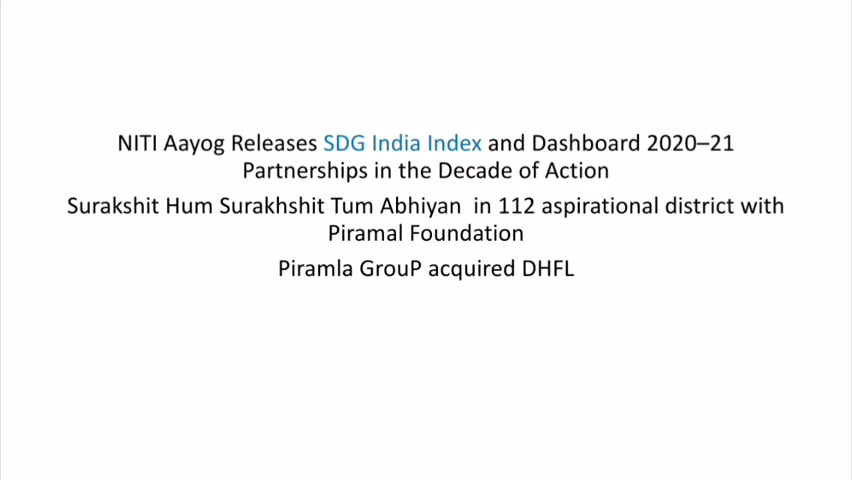 NITI Aayog Releases SDG India Index and Dashboard 2020–21
Partnerships in the Decade of Action
Surakshit Hum Surakhshit Tum Abhiyan in 112 aspirational district with
Piramal Foundation
Piramla GrouP acquired DHFL